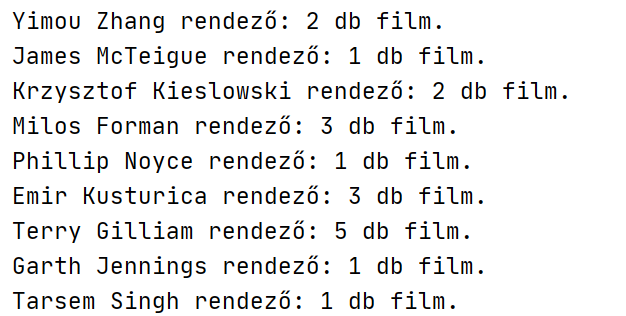 Yimou Zhang rendező: 2 db film.
James McTeigue rendező: 1 db film.
Krzysztof Kieslowski rendező: 2 db film.
Milos Forman rendező: 3 db film.
Phillip Noyce rendező: 1 db film.
Emir Kusturica rendező: 3 db film.
Terry Gilliam rendező: 5 db film.
Garth Jennings rendező: 1 db film.
Tarsem Singh rendező: 1 db film.